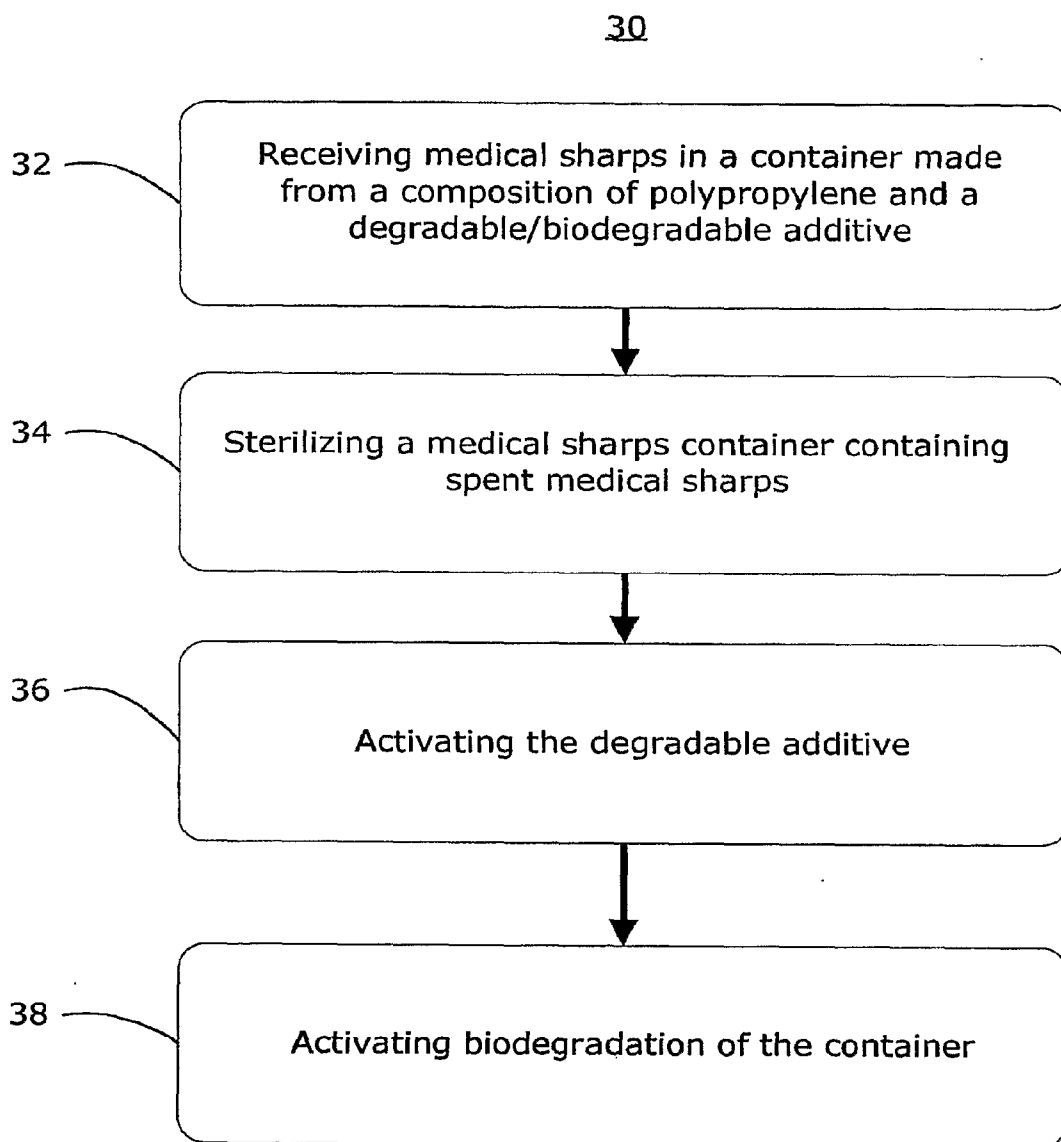 30
32
Receiving medical sharps in a container made
from a composition of polypropylene and a
degradable/biodegradable additive
34
Sterilizing a medical sharps container containing
spent medical sharps
36
Activating the degradable additive
38
Activating biodegradation of the container